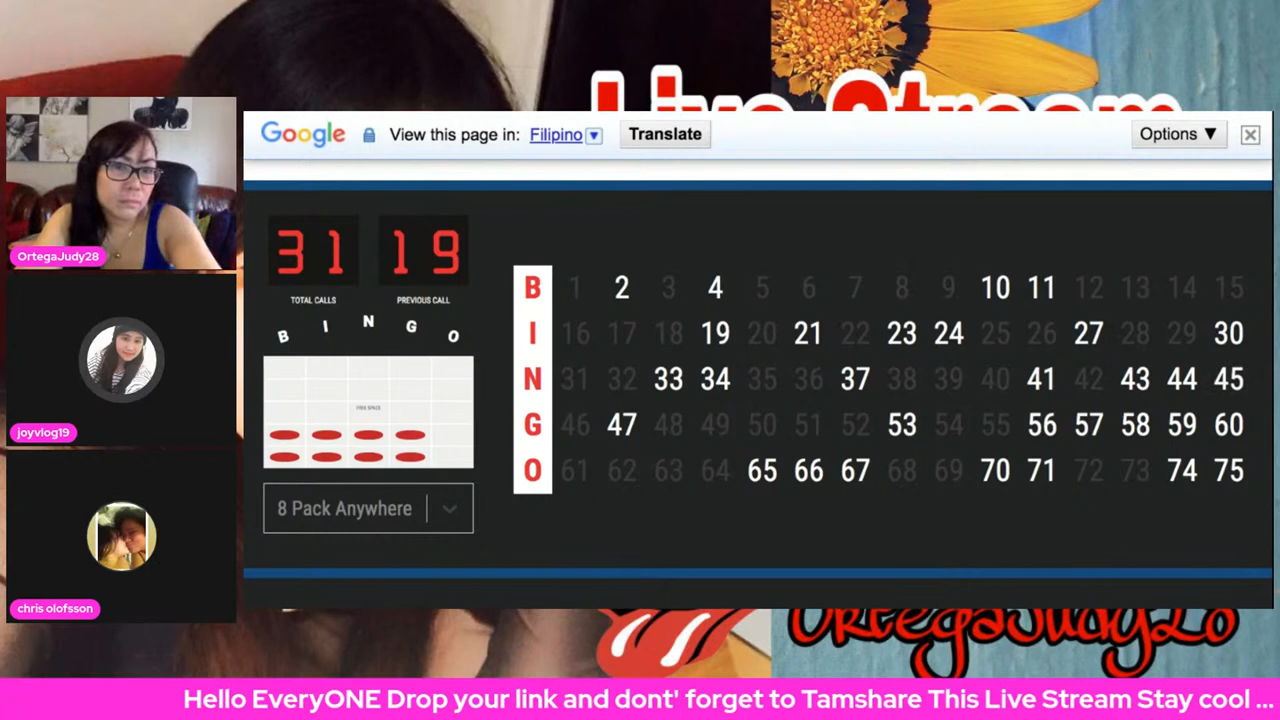 Live Stream
Google View this page in: Filipino ▼ Translate Options ▼
OrtegaJudy28
31 19
TOTAL CALLS PREVIOUS CALL
B I N G O
FREE SPACE
8 Pack Anywhere
B 1 2 3 4 5 6 7 8 9 10 11 12 13 14 15
I 16 17 18 19 20 21 22 23 24 25 26 27 28 29 30
N 31 32 33 34 35 36 37 38 39 40 41 42 43 44 45
G 46 47 48 49 50 51 52 53 54 55 56 57 58 59 60
O 61 62 63 64 65 66 67 68 69 70 71 72 73 74 75
joyvlog19
chris olofsson
OrtegaJudy28
Hello EveryONE Drop your link and dont' forget to Tamshare This Live Stream Stay cool ...